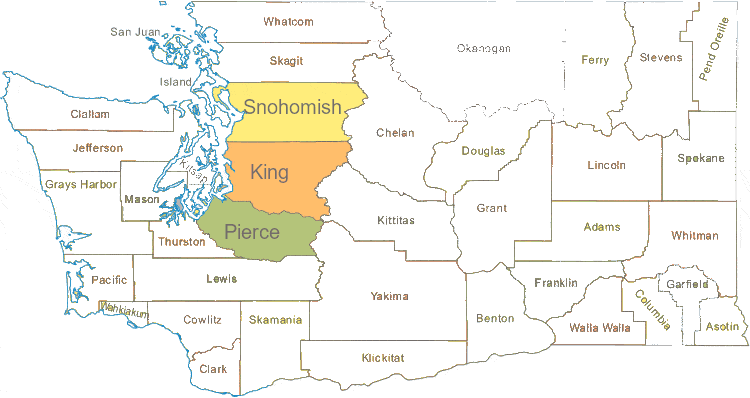 Whatcom
San Juan
Skagit
Okanogan
Ferry
Stevens
Pend Oreille
Island
Snohomish
Clallam
Chelan
Jefferson
Douglas
Lincoln
Spokane
King
Kitsap
Grays Harbor
Mason
Grant
Kittitas
Adams
Whitman
Pierce
Thurston
Pacific
Lewis
Yakima
Franklin
Garfield
Columbia
Wahkiakum
Cowlitz
Skamania
Benton
Walla Walla
Asotin
Klickitat
Clark